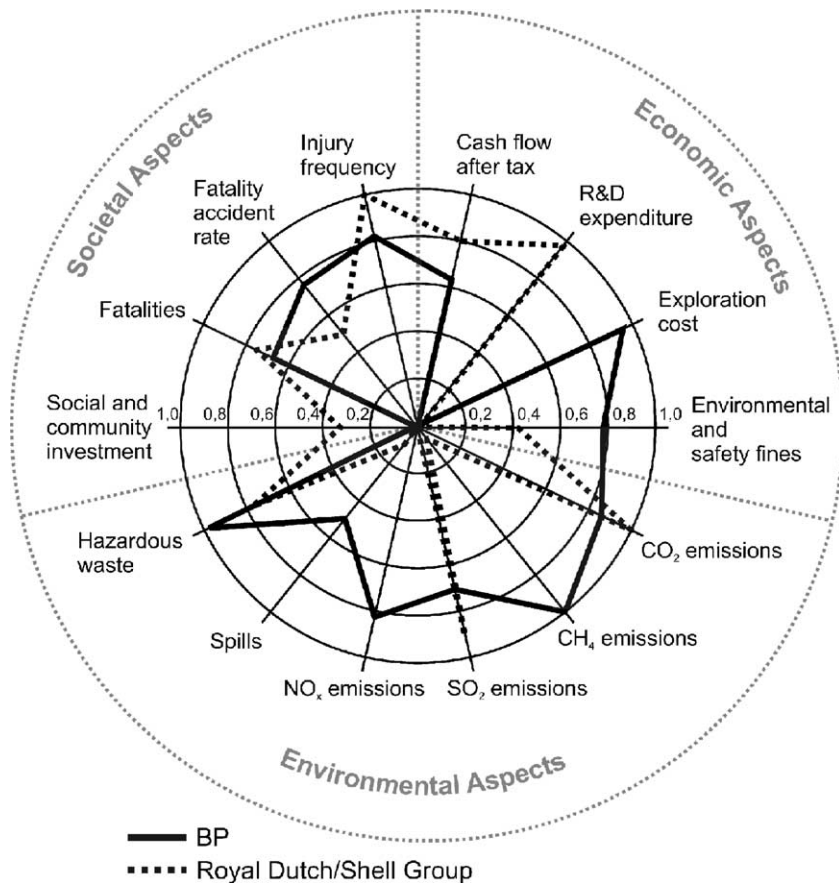 Societal Aspects
Economic Aspects
Injury
frequency
Cash flow
after tax
Fatality
accident
rate
R&D
expenditure
Fatalities
Exploration
cost
Social and
community
investment
1,0 0,8 0,6 0,4 0,2 0,2 0,4 0,6 0,8 1,0
Environmental
and
safety fines
Hazardous
waste
CO₂ emissions
Spills
CH₄ emissions
NOₓ emissions
SO₂ emissions
Environmental Aspects
BP
Royal Dutch/Shell Group